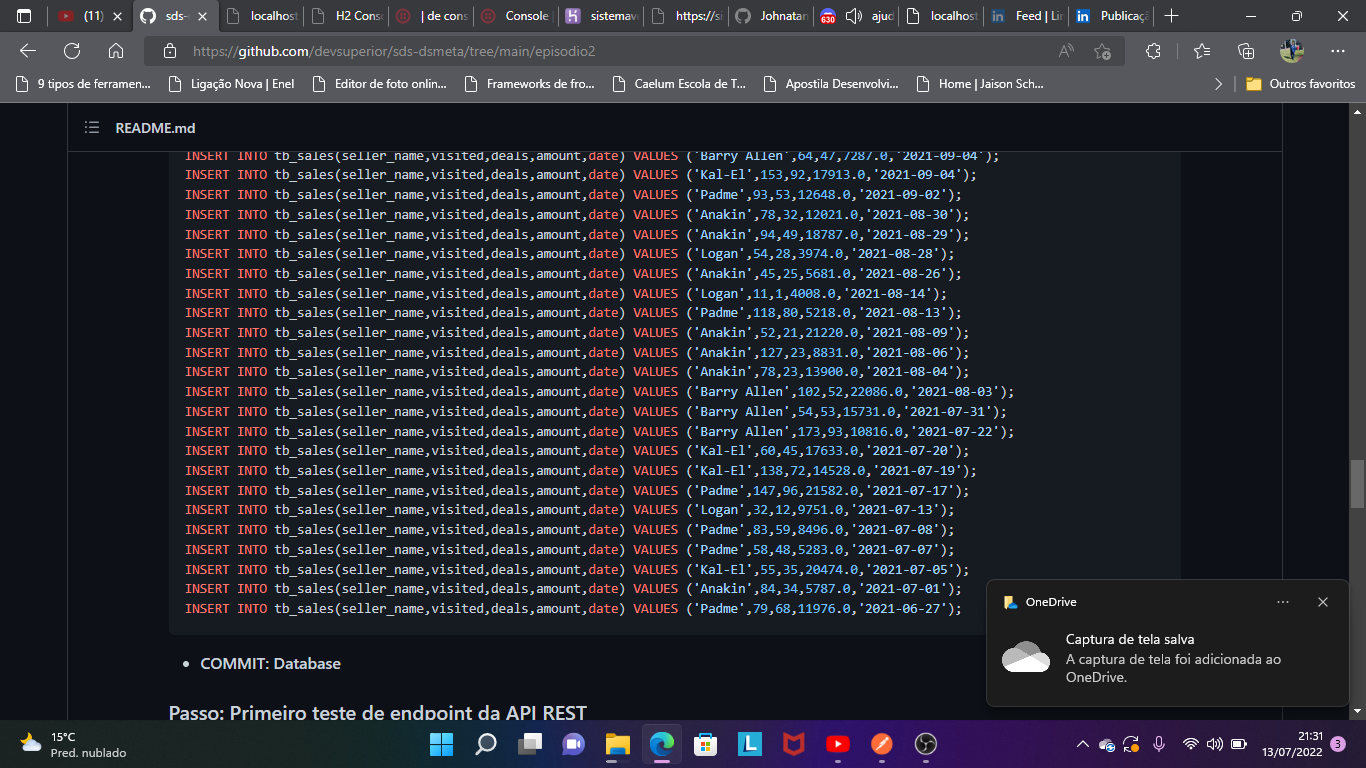 (11)
sds-
localhost
H2 Cons
| de cons
Console
sistemave
https://si
Johnatan
630
ajud
localhost
Feed | Lin
Publicaçã
https://github.com/devsuperior/sds-dsmeta/tree/main/episodio2
9 tipos de ferramen...
Ligação Nova | Enel
Editor de foto onlin...
Frameworks de fro...
Caelum Escola de T...
Apostila Desenvolvi...
Home | Jaison Sch...
Outros favoritos
README.md
INSERT INTO tb_sales(seller_name,visited,deals,amount,date) VALUES ('Barry Allen',64,47,7287.0,'2021-09-04');
INSERT INTO tb_sales(seller_name,visited,deals,amount,date) VALUES ('Kal-El',153,92,17913.0,'2021-09-04');
INSERT INTO tb_sales(seller_name,visited,deals,amount,date) VALUES ('Padme',93,53,12648.0,'2021-09-02');
INSERT INTO tb_sales(seller_name,visited,deals,amount,date) VALUES ('Anakin',78,32,12021.0,'2021-08-30');
INSERT INTO tb_sales(seller_name,visited,deals,amount,date) VALUES ('Anakin',94,49,18787.0,'2021-08-29');
INSERT INTO tb_sales(seller_name,visited,deals,amount,date) VALUES ('Logan',54,28,3974.0,'2021-08-28');
INSERT INTO tb_sales(seller_name,visited,deals,amount,date) VALUES ('Anakin',45,25,5681.0,'2021-08-26');
INSERT INTO tb_sales(seller_name,visited,deals,amount,date) VALUES ('Logan',11,1,4008.0,'2021-08-14');
INSERT INTO tb_sales(seller_name,visited,deals,amount,date) VALUES ('Padme',118,80,5218.0,'2021-08-13');
INSERT INTO tb_sales(seller_name,visited,deals,amount,date) VALUES ('Anakin',52,21,21220.0,'2021-08-09');
INSERT INTO tb_sales(seller_name,visited,deals,amount,date) VALUES ('Anakin',127,23,8831.0,'2021-08-06');
INSERT INTO tb_sales(seller_name,visited,deals,amount,date) VALUES ('Anakin',78,23,13900.0,'2021-08-04');
INSERT INTO tb_sales(seller_name,visited,deals,amount,date) VALUES ('Barry Allen',102,52,22086.0,'2021-08-03');
INSERT INTO tb_sales(seller_name,visited,deals,amount,date) VALUES ('Barry Allen',54,53,15731.0,'2021-07-31');
INSERT INTO tb_sales(seller_name,visited,deals,amount,date) VALUES ('Barry Allen',173,93,10816.0,'2021-07-22');
INSERT INTO tb_sales(seller_name,visited,deals,amount,date) VALUES ('Kal-El',60,45,17633.0,'2021-07-20');
INSERT INTO tb_sales(seller_name,visited,deals,amount,date) VALUES ('Kal-El',138,72,14528.0,'2021-07-19');
INSERT INTO tb_sales(seller_name,visited,deals,amount,date) VALUES ('Padme',147,96,21582.0,'2021-07-17');
INSERT INTO tb_sales(seller_name,visited,deals,amount,date) VALUES ('Logan',32,12,9751.0,'2021-07-13');
INSERT INTO tb_sales(seller_name,visited,deals,amount,date) VALUES ('Padme',83,59,8496.0,'2021-07-08');
INSERT INTO tb_sales(seller_name,visited,deals,amount,date) VALUES ('Padme',58,48,5283.0,'2021-07-07');
INSERT INTO tb_sales(seller_name,visited,deals,amount,date) VALUES ('Kal-El',55,35,20474.0,'2021-07-05');
INSERT INTO tb_sales(seller_name,visited,deals,amount,date) VALUES ('Anakin',84,34,5787.0,'2021-07-01');
INSERT INTO tb_sales(seller_name,visited,deals,amount,date) VALUES ('Padme',79,68,11976.0,'2021-06-27');
COMMIT: Database
Passo: Primeiro teste de endpoint da API REST
OneDrive
Captura de tela salva
A captura de tela foi adicionada ao
OneDrive.
15°C
Pred. nublado
L
21:31
13/07/2022
3